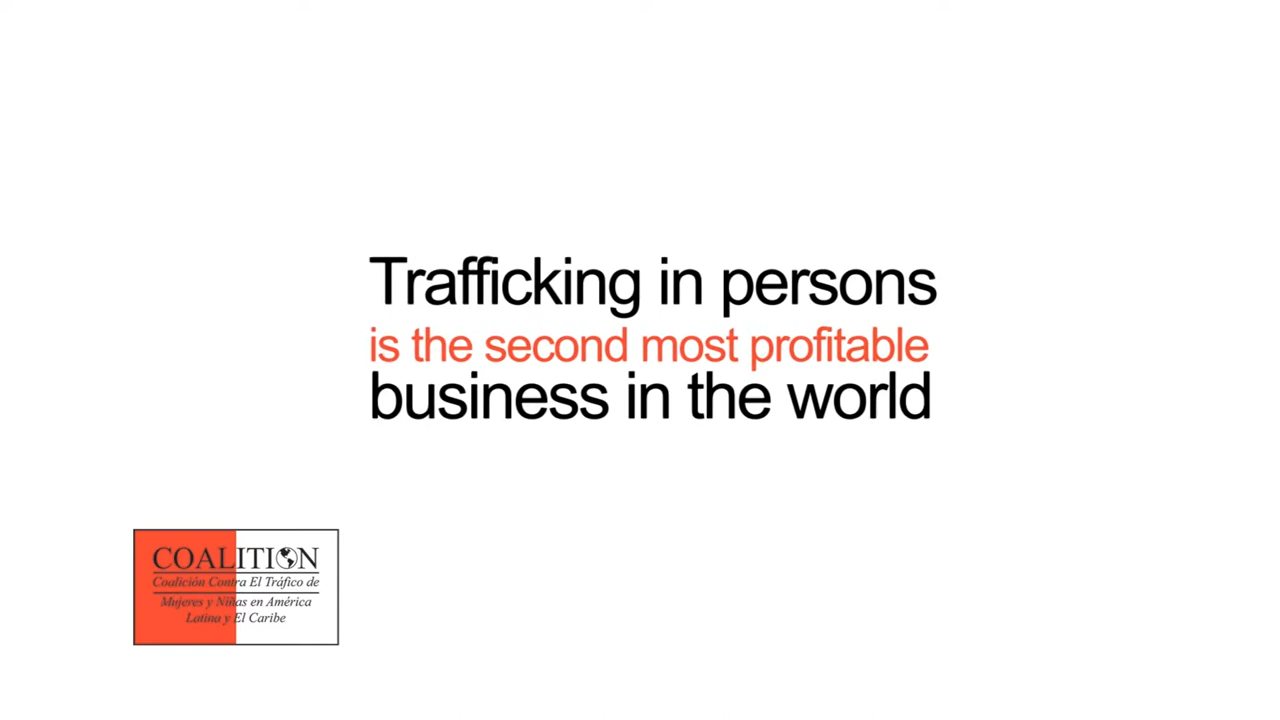 Trafficking in persons
is the second most profitable
business in the world
COALITION
Coalición Contra El Tráfico de
Mujeres y Niñas en América
Latina y El Caribe